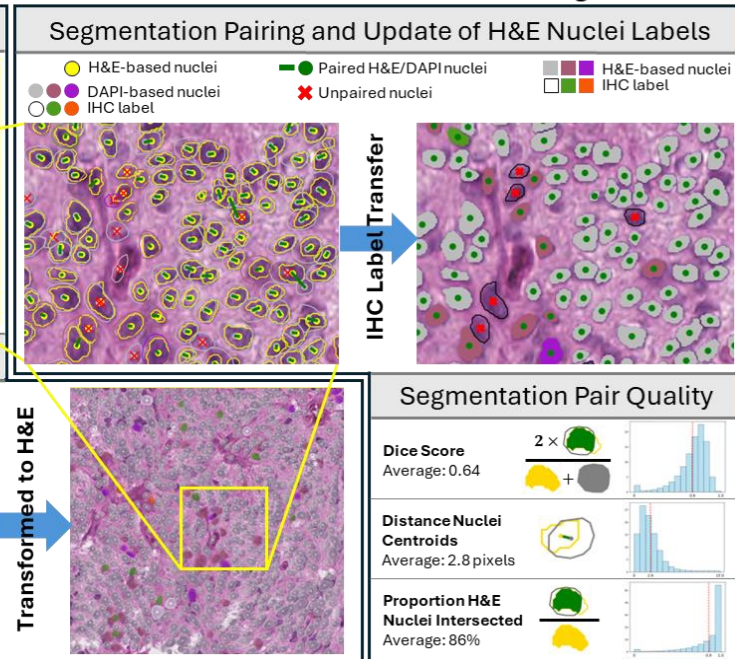 Segmentation Pairing and Update of H&E Nuclei Labels
H&E-based nuclei
DAPI-based nuclei
IHC label
Paired H&E/DAPI nuclei
Unpaired nuclei
H&E-based nuclei
IHC label
IHC Label Transfer
Transformed to H&E
Segmentation Pair Quality
Dice Score
Average: 0.64
2 ×
+
Distance Nuclei
Centroids
Average: 2.8 pixels
Proportion H&E
Nuclei Intersected
Average: 86%